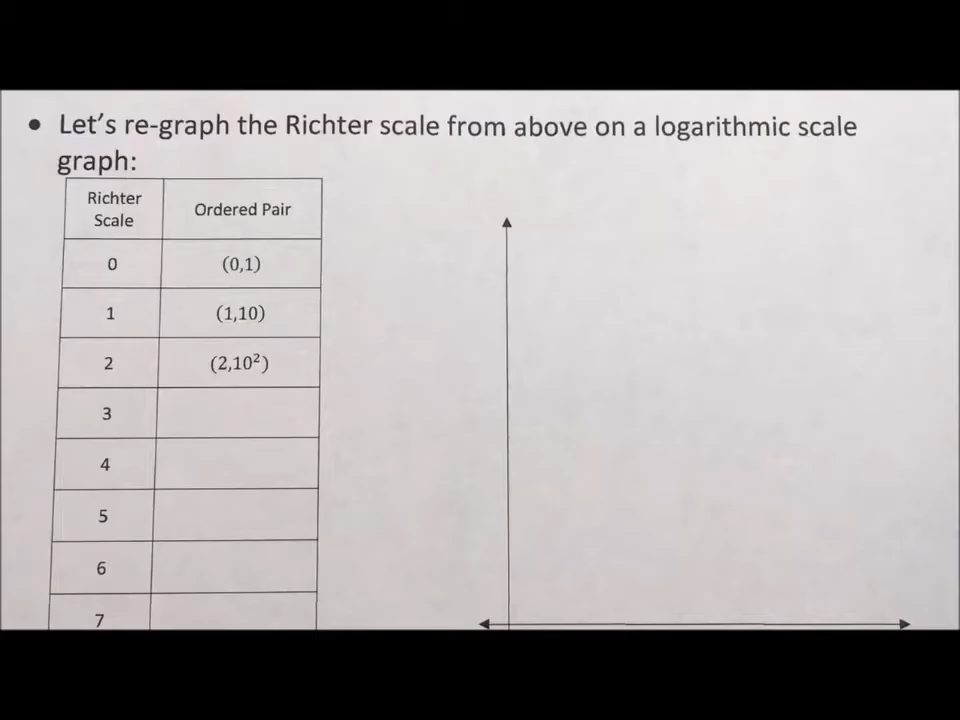 • Let's re-graph the Richter scale from above on a logarithmic scale
graph:
Richter
Scale
Ordered Pair
0
(0,1)
1
(1,10)
2
(2,10²)
3
4
5
6
7